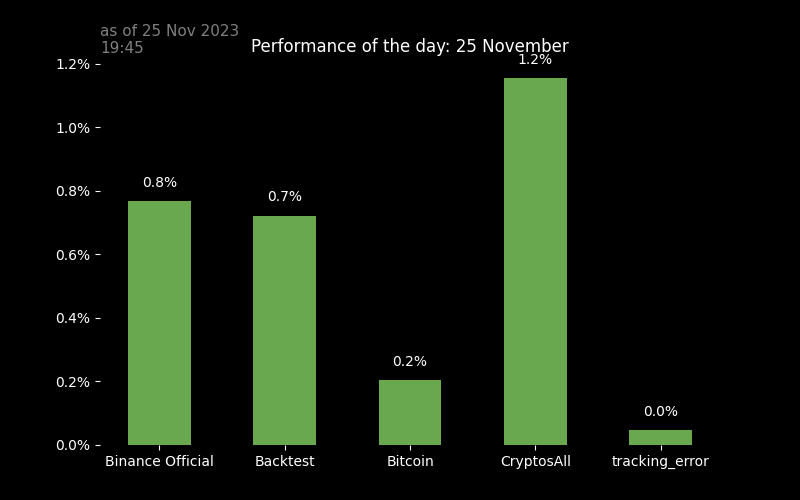 as of 25 Nov 2023
19:45
Performance of the day: 25 November
1.2%
1.0%
0.8%
0.6%
0.4%
0.2%
0.0%
0.8%
0.7%
0.2%
1.2%
0.0%
Binance Official
Backtest
Bitcoin
CryptosAll
tracking_error